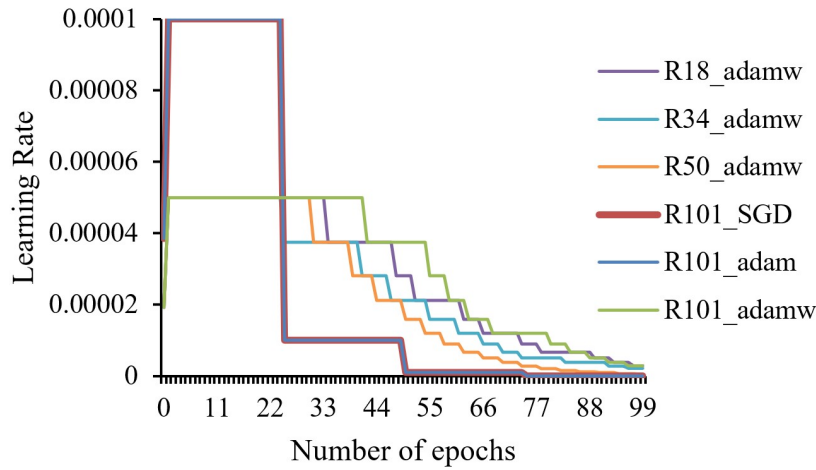 0.0001
0.00008
0.00006
0.00004
0.00002
0
Learning Rate
0 11 22 33 44 55 66 77 88 99
Number of epochs
R18_adamw
R34_adamw
R50_adamw
R101_SGD
R101_adam
R101_adamw